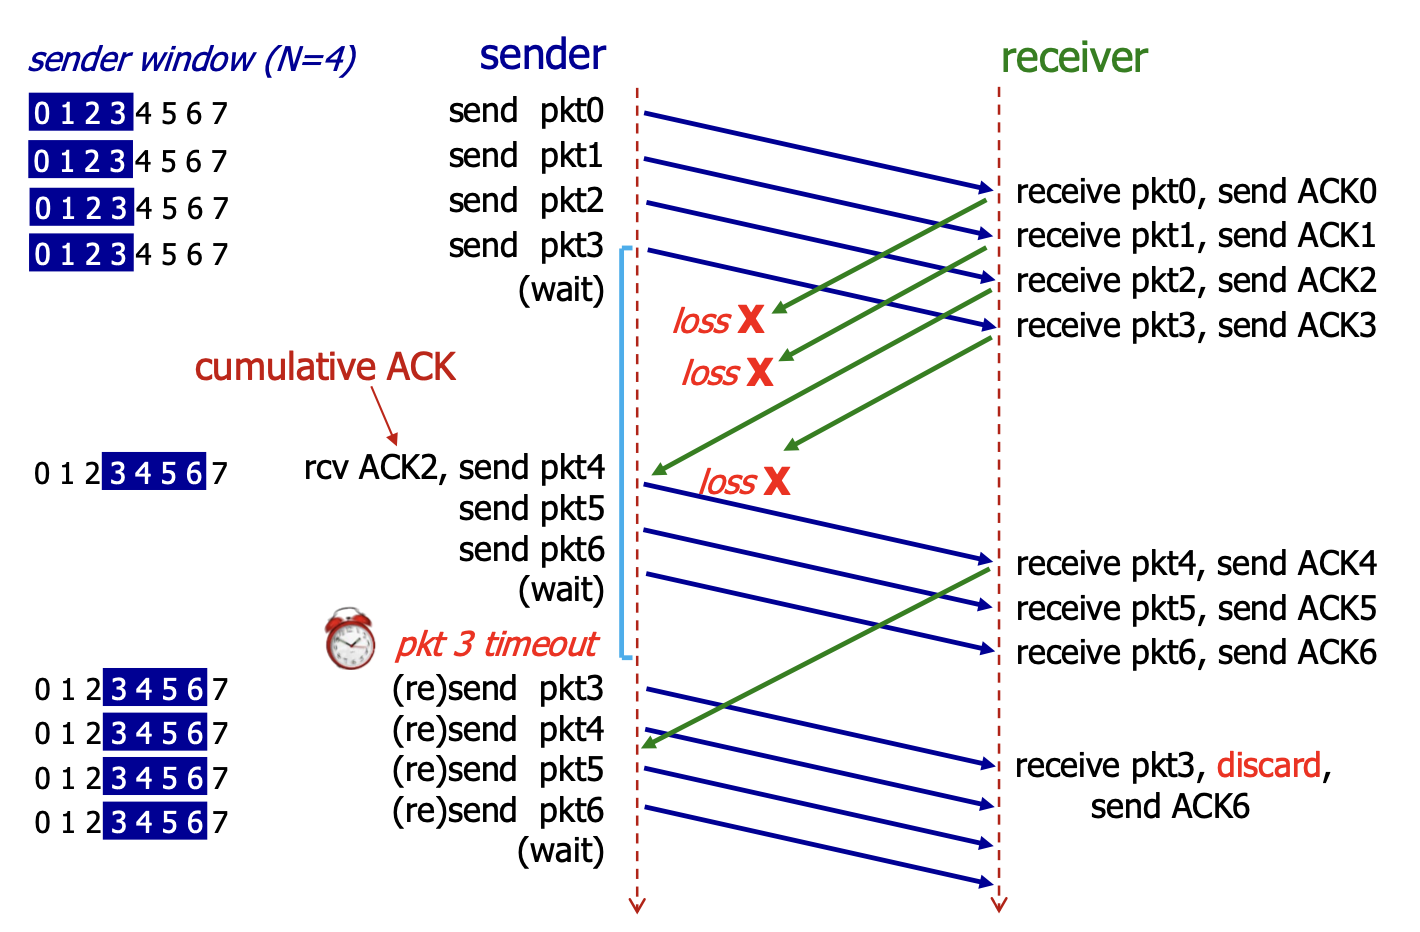 sender window (N=4) sender receiver
0 1 2 3 4 5 6 7 send pkt0
0 1 2 3 4 5 6 7 send pkt1
receive pkt0, send ACK0
0 1 2 3 4 5 6 7 send pkt2
receive pkt1, send ACK1
0 1 2 3 4 5 6 7 send pkt3
(wait)
receive pkt2, send ACK2
loss X
receive pkt3, send ACK3
cumulative ACK
loss X
0 1 2 3 4 5 6 7 rcv ACK2, send pkt4
loss X
send pkt5
send pkt6
receive pkt4, send ACK4
(wait)
receive pkt5, send ACK5
pkt 3 timeout
receive pkt6, send ACK6
0 1 2 3 4 5 6 7 (re)send pkt3
0 1 2 3 4 5 6 7 (re)send pkt4
0 1 2 3 4 5 6 7 (re)send pkt5
receive pkt3, discard,
send ACK6
0 1 2 3 4 5 6 7 (re)send pkt6
(wait)